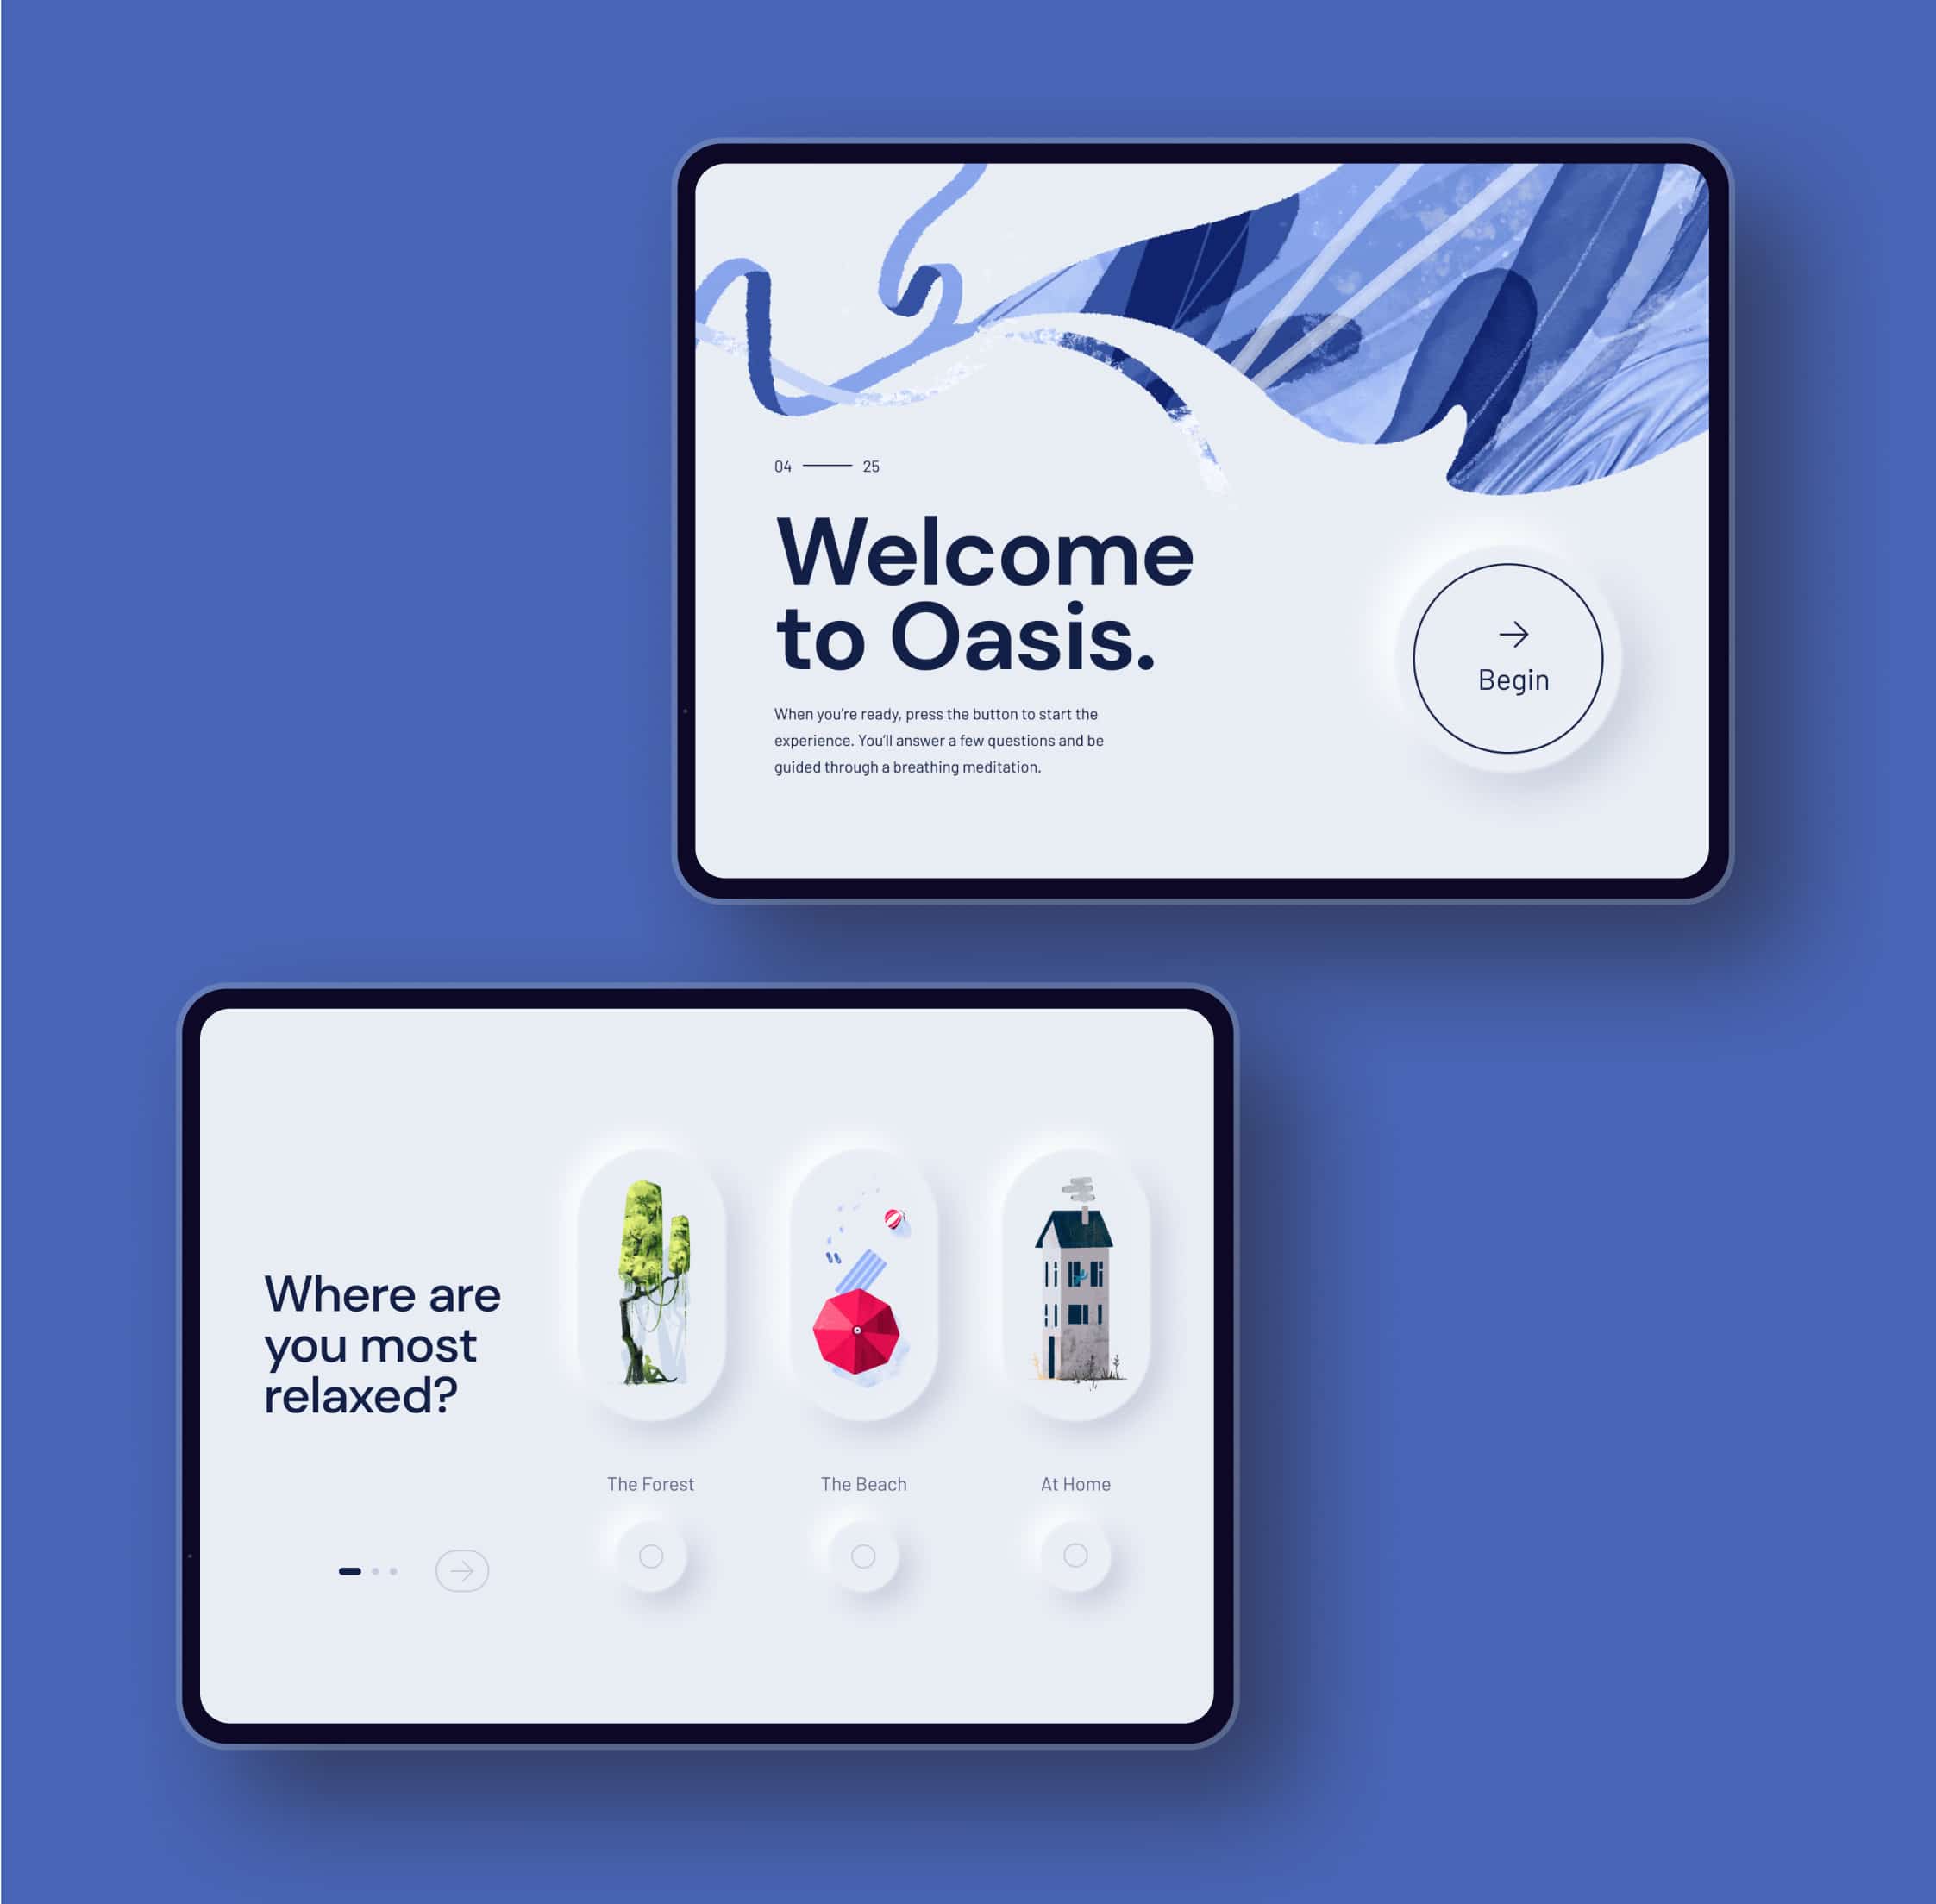 04 25
Welcome
to Oasis.
When you're ready, press the button to start the
experience. You'll answer a few questions and be
guided through a breathing meditation.
Begin
Where are
you most
relaxed?
The Forest
The Beach
At Home